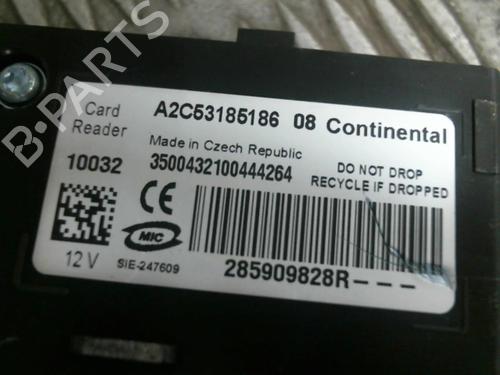 B-PARTS
Card Reader A2C53185186 08 Continental
Made in Czech Republic
10032 3500432100444264
DO NOT DROP
RECYCLE IF DROPPED
CE
MIC
12 V SIE-247609 285909828R---